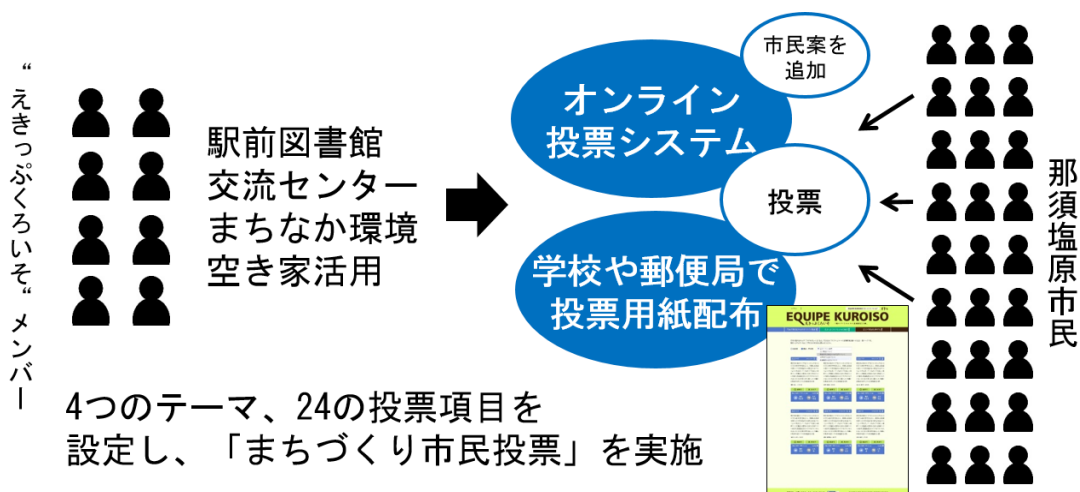 “えきっぷくろいそ“メンバー
駅前図書館
交流センター
まちなか環境
空き家活用
オンライン
投票システム
市民案を
追加
投票
学校や郵便局で
投票用紙配布
那須塩原市民
EQUIPE KUROISO
4つのテーマ、24の投票項目を
設定し、「まちづくり市民投票」を実施